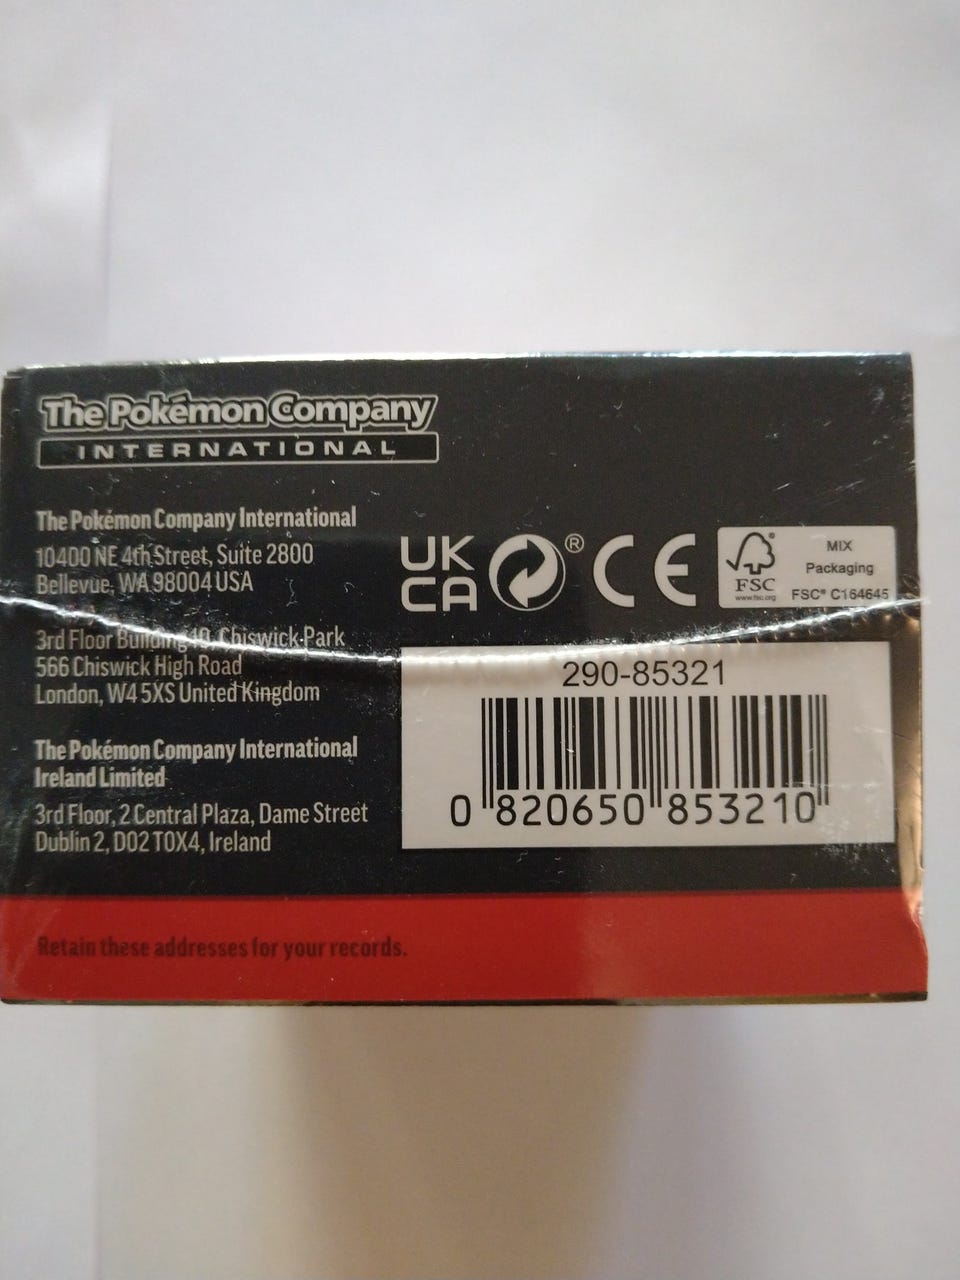 The Pokémon Company
INTERNATIONAL
The Pokémon Company International
10400 NE 4th Street, Suite 2800
Bellevue, WA 98004 USA
3rd Floor Building 10, Chiswick Park
566 Chiswick High Road
London, W4 5XS United Kingdom
The Pokémon Company International
Ireland Limited
3rd Floor, 2 Central Plaza, Dame Street
Dublin 2, D02 T0X4, Ireland
UK
CA
®
CE
FSC
www.fsc.org
MIX
Packaging
FSC® C164645
290-85321
0 820650 853210
Retain these addresses for your records.